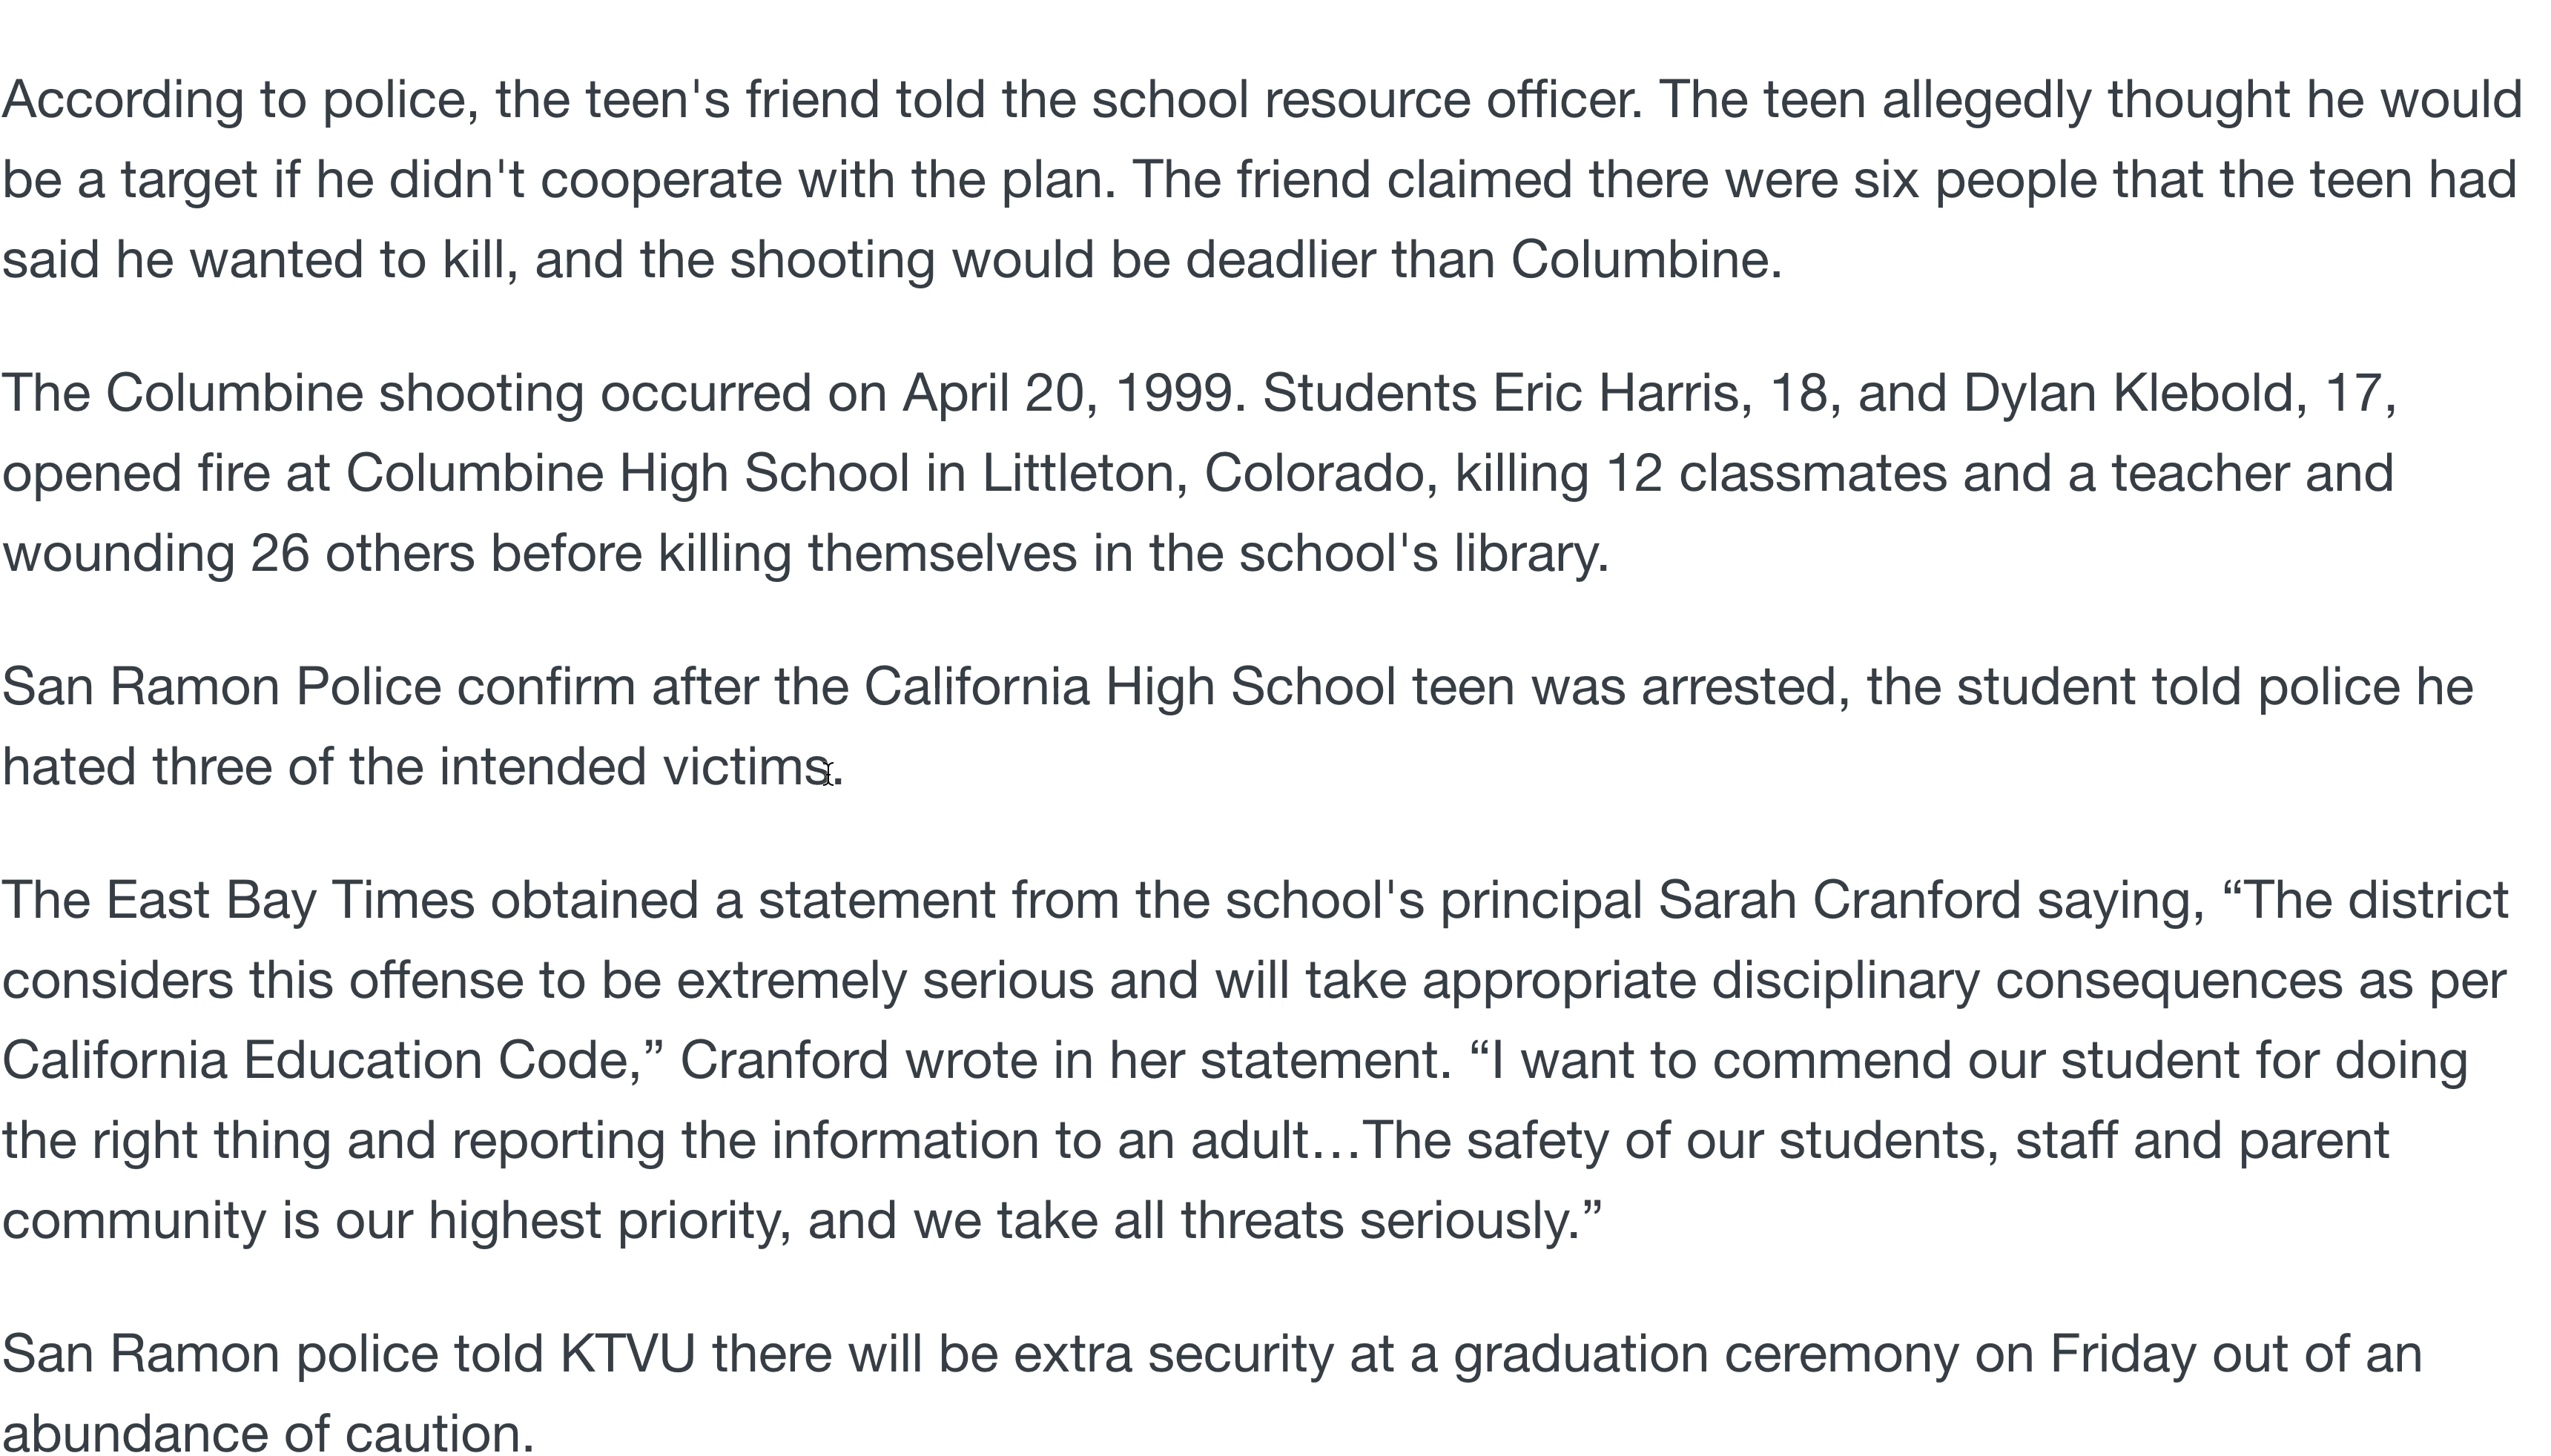 According to police, the teen's friend told the school resource officer. The teen allegedly thought he would
be a target if he didn't cooperate with the plan. The friend claimed there were six people that the teen had
said he wanted to kill, and the shooting would be deadlier than Columbine.
The Columbine shooting occurred on April 20, 1999. Students Eric Harris, 18, and Dylan Klebold, 17,
opened fire at Columbine High School in Littleton, Colorado, killing 12 classmates and a teacher and
wounding 26 others before killing themselves in the school's library.
San Ramon Police confirm after the California High School teen was arrested, the student told police he
hated three of the intended victims.
The East Bay Times obtained a statement from the school's principal Sarah Cranford saying, “The district
considers this offense to be extremely serious and will take appropriate disciplinary consequences as per
California Education Code,” Cranford wrote in her statement. “I want to commend our student for doing
the right thing and reporting the information to an adult…The safety of our students, staff and parent
community is our highest priority, and we take all threats seriously.”
San Ramon police told KTVU there will be extra security at a graduation ceremony on Friday out of an
abundance of caution.